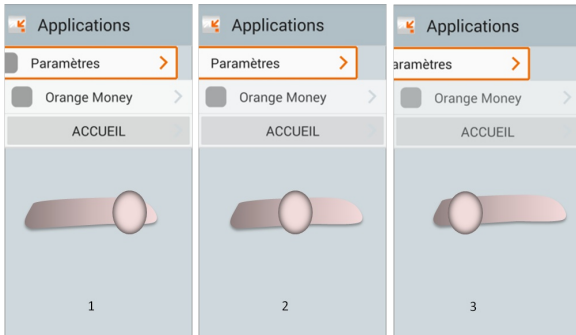 Applications
Paramètres
Orange Money
ACCUEIL
1
Applications
Paramètres
Orange Money
ACCUEIL
2
Applications
aramètres
Orange Money
ACCUEIL
3